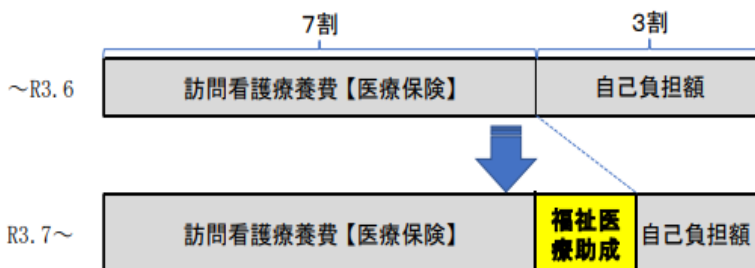 7割 3割
~R3.6 訪問看護療養費【医療保険】 自己負担額
R3.7~ 訪問看護療養費【医療保険】 福祉医
療助成 自己負担額